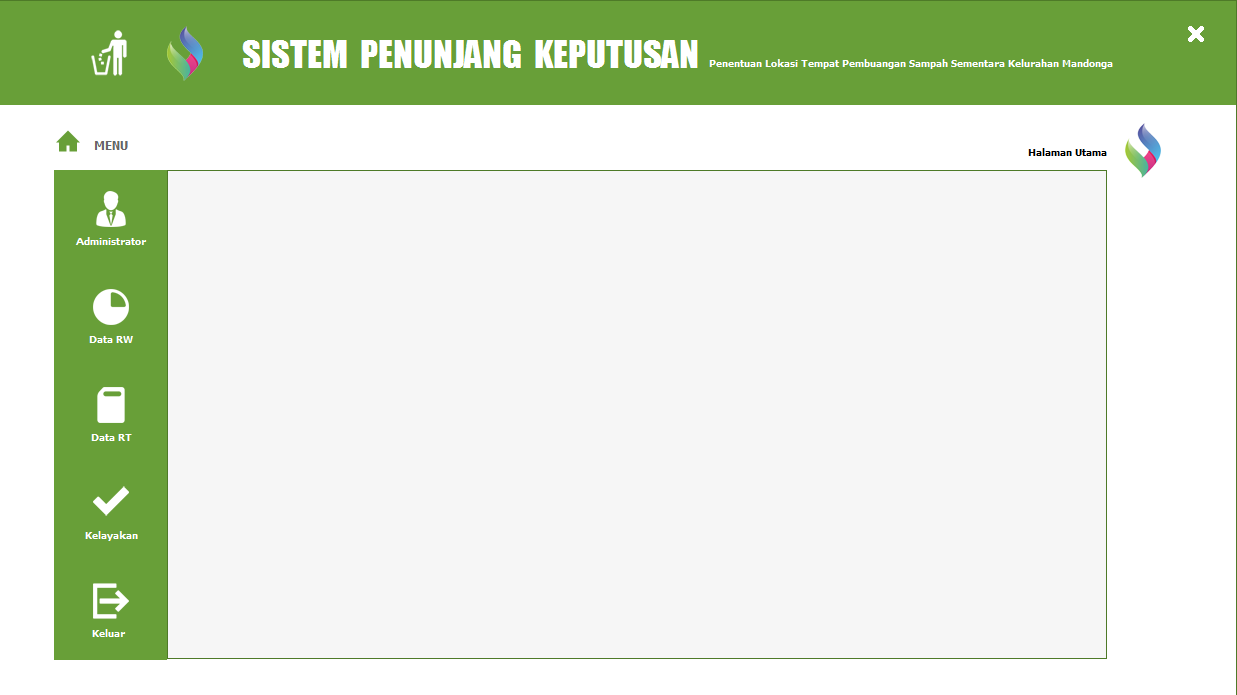 SISTEM PENUNJANG KEPUTUSAN Penentuan Lokasi Tempat Pembuangan Sampah Sementara Kelurahan Mandonga
MENU
Halaman Utama
Administrator
Data RW
Data RT
Kelayakan
Keluar